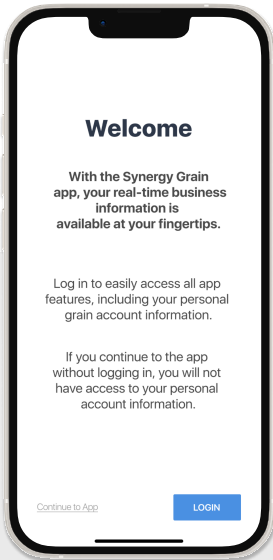 Welcome
With the Synergy Grain
app, your real-time business
information is
available at your fingertips.
Log in to easily access all app
features, including your personal
grain account information.
If you continue to the app
without logging in, you will not
have access to your personal
account information.
Continue to App
LOGIN